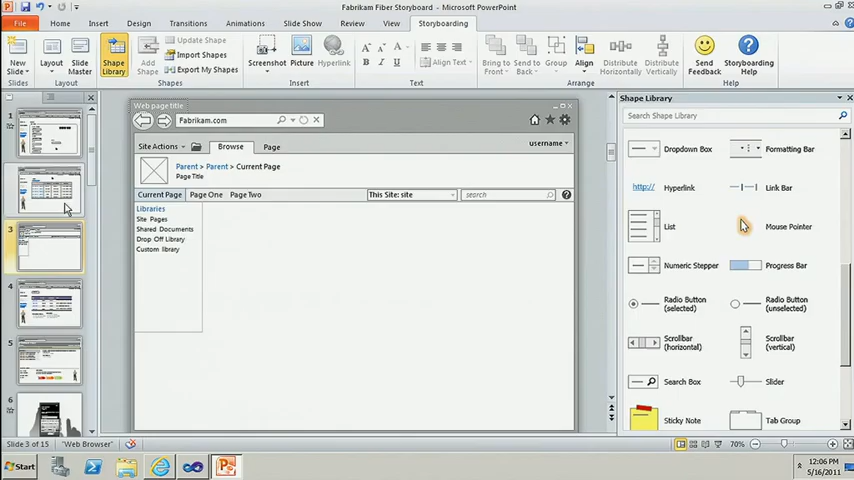 Fabrikam Fiber Storyboard - Microsoft PowerPoint
File Home Insert Design Transitions Animations Slide Show Review View Storyboarding
New Slide Layout Slide Master Shape Library Add Shape Update Shape Import Shapes Export My Shapes Screenshot Picture Hyperlink B I U A Align Text Bring to Front Send to Back Group Align Distribute Horizontally Distribute Vertically Send Feedback Storyboarding Help
Slides Layout Shapes Text Arrange
Web page title
Fabrikam.com
Site Actions Browse Page username
Parent > Parent > Current Page
Page Title
Current Page Page One Page Two This Site: site search
Libraries
Site Pages
Shared Documents
Drop Off Library
Custom library
1
3
4
5
6
Shape Library
Search Shape Library
Dropdown Box Formatting Bar
http:// Hyperlink Link Bar
List Mouse Pointer
Numeric Stepper Progress Bar
Radio Button (selected) Radio Button (unselected)
Scrollbar (horizontal) Scrollbar (vertical)
Search Box Slider
Sticky Note Tab Group
Slide 3 of 15 "Web Browser" 70%
Start 12:06 PM
5/16/2011